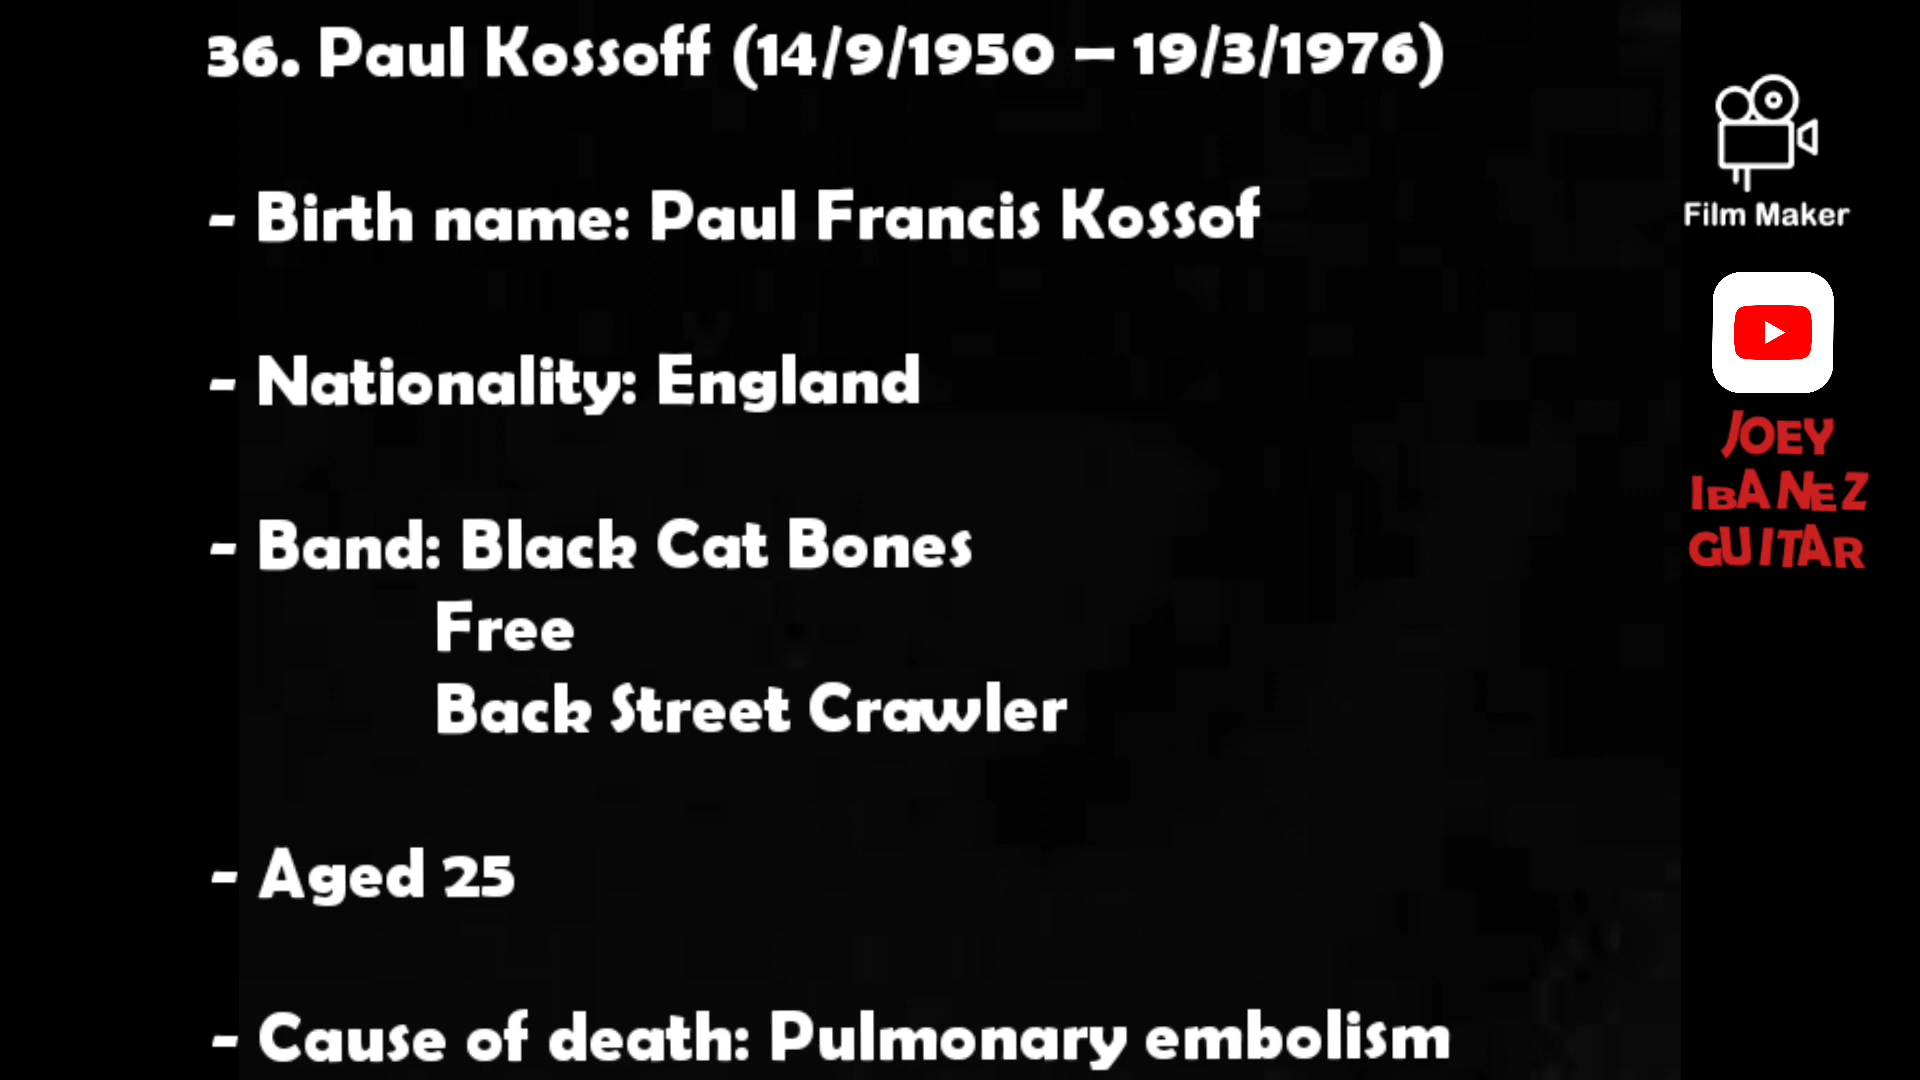 36. Paul Kossoff (14/9/1950 – 19/3/1976)
- Birth name: Paul Francis Kossof
- Nationality: England
- Band: Black Cat Bones
Free
Back Street Crawler
- Aged 25
- Cause of death: Pulmonary embolism
Film Maker
JOEY
IBANEZ
GUITAR